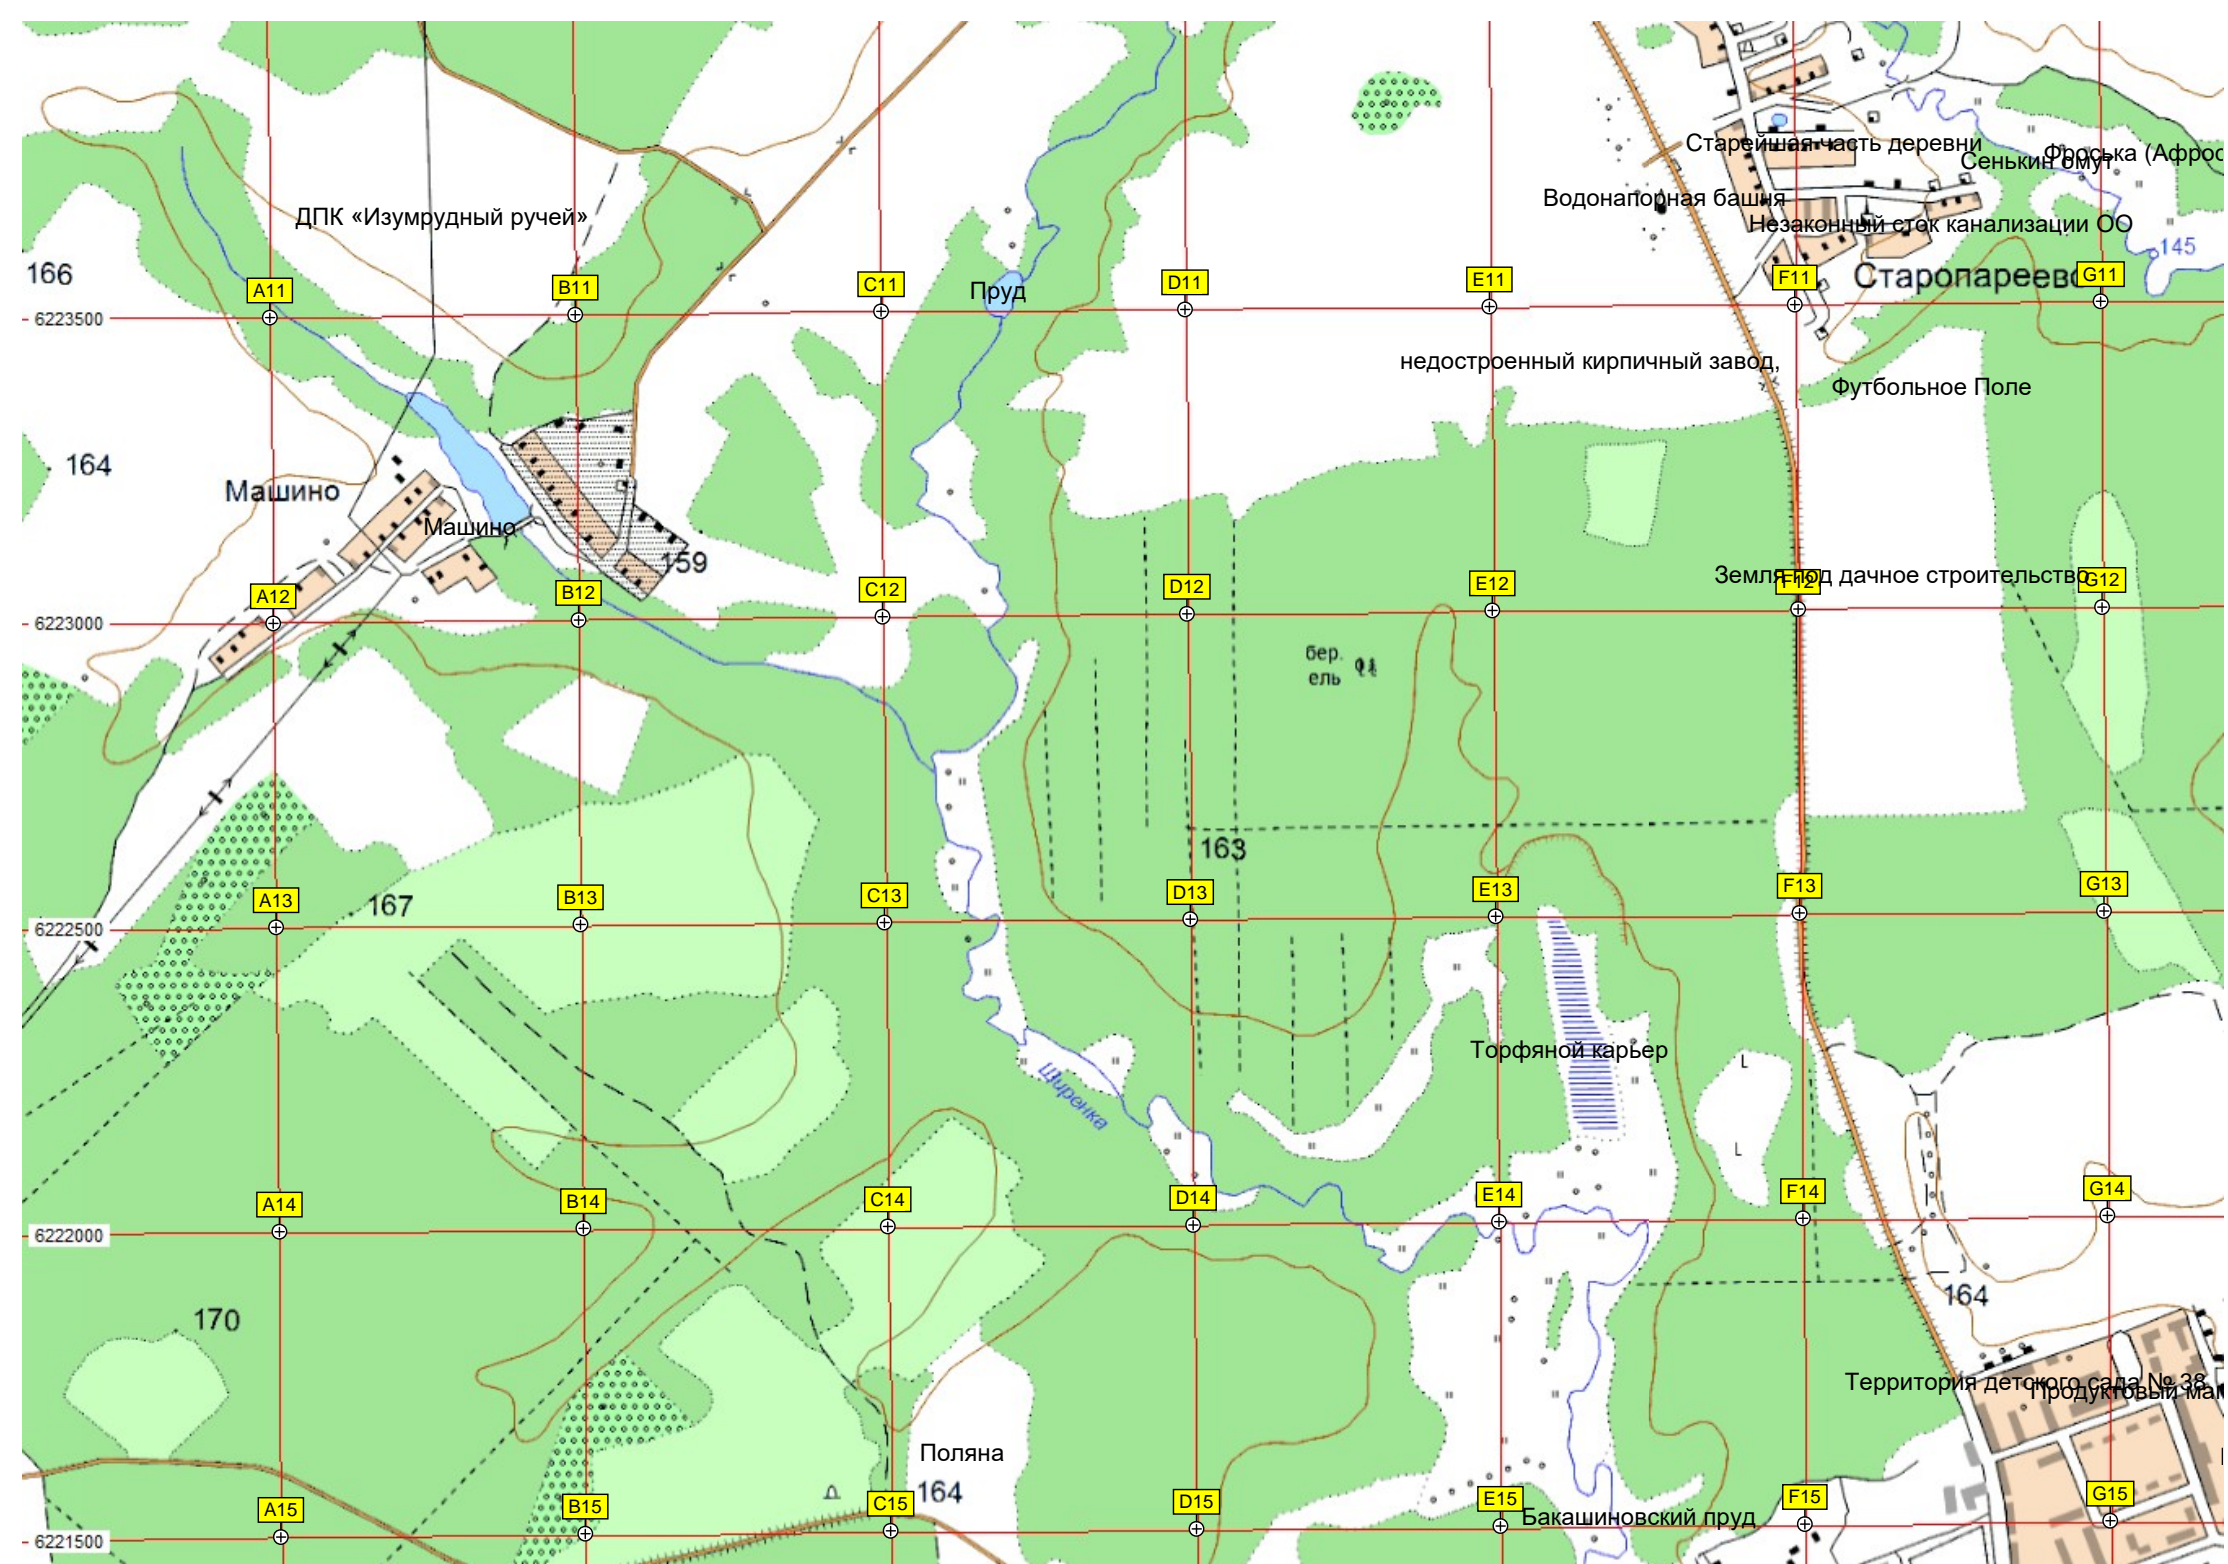 Старейшая часть деревни
Сенькин омут
Фроська (Афрос
Водонапорная башня
ДПК «Изумрудный ручей»
Незаконный сток канализации ОО
145
166
Старопареево
A11
B11
C11
Пруд
D11
E11
F11
G11
6223500
недостроенный кирпичный завод,
Футбольное Поле
164
Машино
Машино
159
Земля под дачное строительство
A12
B12
C12
D12
E12
F12
G12
6223000
бер.
ель
163
167
A13
B13
C13
D13
E13
F13
G13
6222500
Торфяной карьер
L
Ширенка
L
A14
B14
C14
D14
E14
F14
G14
6222000
164
170
Территория детского сада № 38
Продуктовый маг
Поляна
164
A15
B15
C15
D15
E15
F15
G15
Бакашиновский пруд
6221500